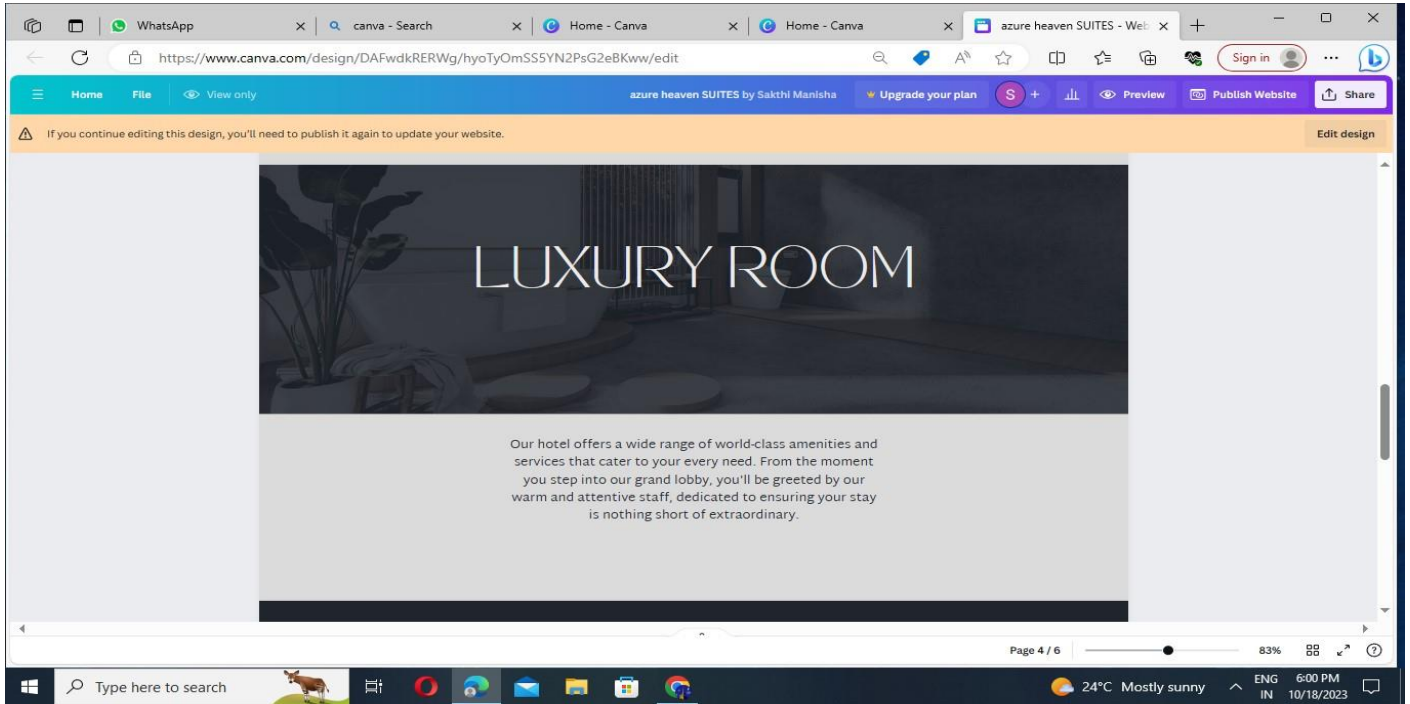 WhatsApp
canva - Search
Home - Canva
Home - Canva
azure heaven SUITES - Web
https://www.canva.com/design/DAFwdkRERWg/hyoTyOmSS5YN2PsG2eBKww/edit
Sign in
Home
File
View only
azure heaven SUITES by Sakthi Manisha
Upgrade your plan
S
Preview
Publish Website
Share
If you continue editing this design, you'll need to publish it again to update your website.
Edit design
LUXURY ROOM
Our hotel offers a wide range of world-class amenities and
services that cater to your every need. From the moment
you step into our grand lobby, you'll be greeted by our
warm and attentive staff, dedicated to ensuring your stay
is nothing short of extraordinary.
Page 4 / 6
83%
Type here to search
24°C Mostly sunny
ENG
IN
6:00 PM
10/18/2023